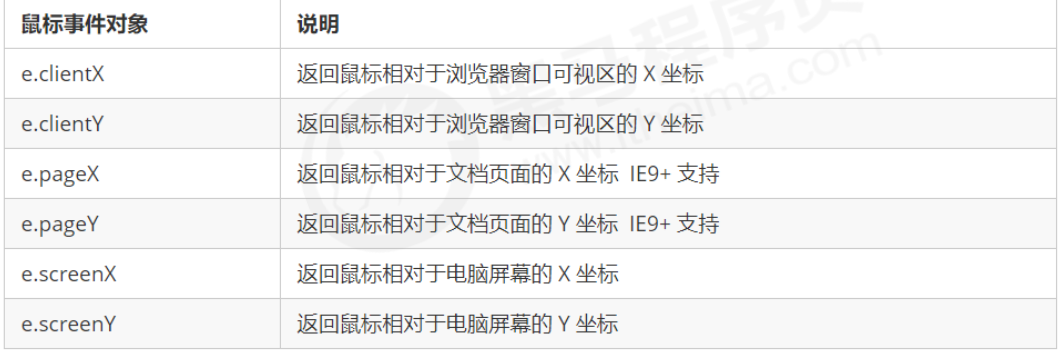 鼠标事件对象 说明
e.clientX 返回鼠标相对于浏览器窗口可视区的 X 坐标
e.clientY 返回鼠标相对于浏览器窗口可视区的 Y 坐标
e.pageX 返回鼠标相对于文档页面的 X 坐标 IE9+ 支持
e.pageY 返回鼠标相对于文档页面的 Y 坐标 IE9+ 支持
e.screenX 返回鼠标相对于电脑屏幕的 X 坐标
e.screenY 返回鼠标相对于电脑屏幕的 Y 坐标
黑马程序员